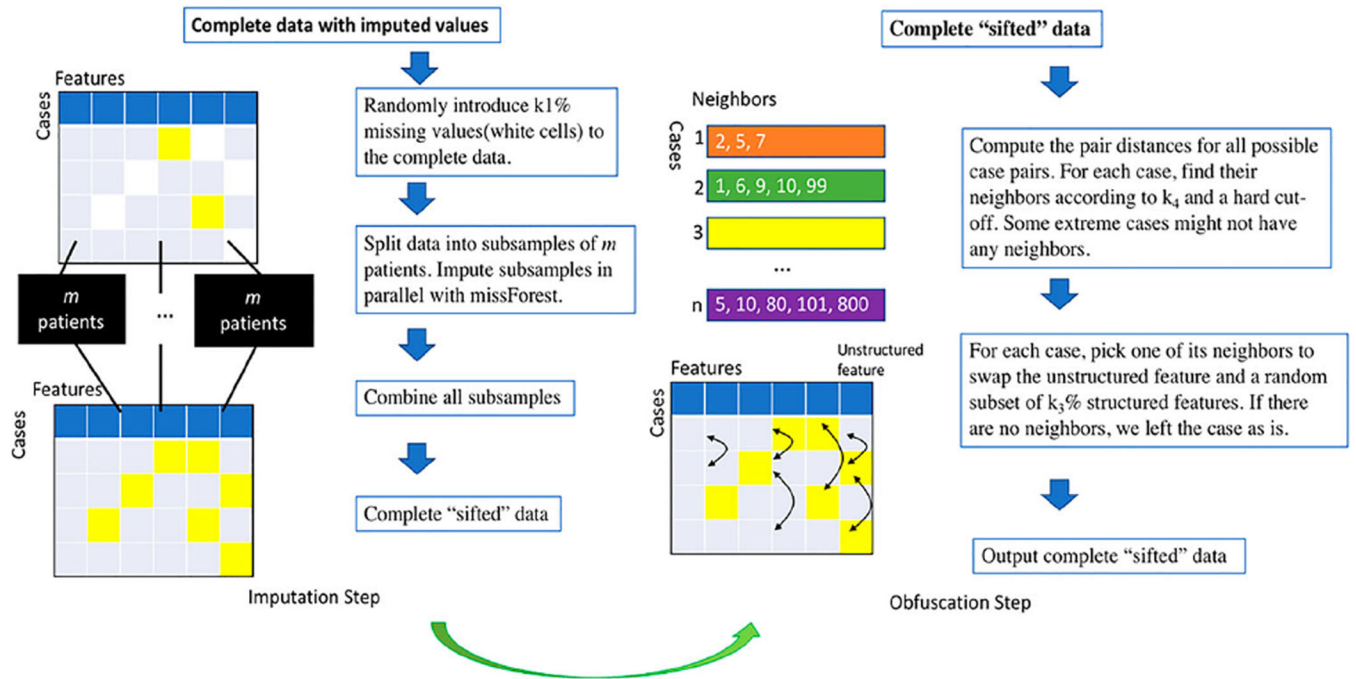 Complete data with imputed values
Features
Cases
Randomly introduce k1%
missing values(white cells) to
the complete data.
Split data into subsamples of m
patients. Impute subsamples in
parallel with missForest.
m
patients
...
m
patients
Combine all subsamples
Features
Cases
Complete “sifted” data
Imputation Step
Complete “sifted” data
Neighbors
Cases
1 2, 5, 7
2 1, 6, 9, 10, 99
3
...
n 5, 10, 80, 101, 800
Compute the pair distances for all possible
case pairs. For each case, find their
neighbors according to k4 and a hard cut-
off. Some extreme cases might not have
any neighbors.
Features
Unstructured
feature
Cases
For each case, pick one of its neighbors to
swap the unstructured feature and a random
subset of k3% structured features. If there
are no neighbors, we left the case as is.
Output complete “sifted” data
Obfuscation Step